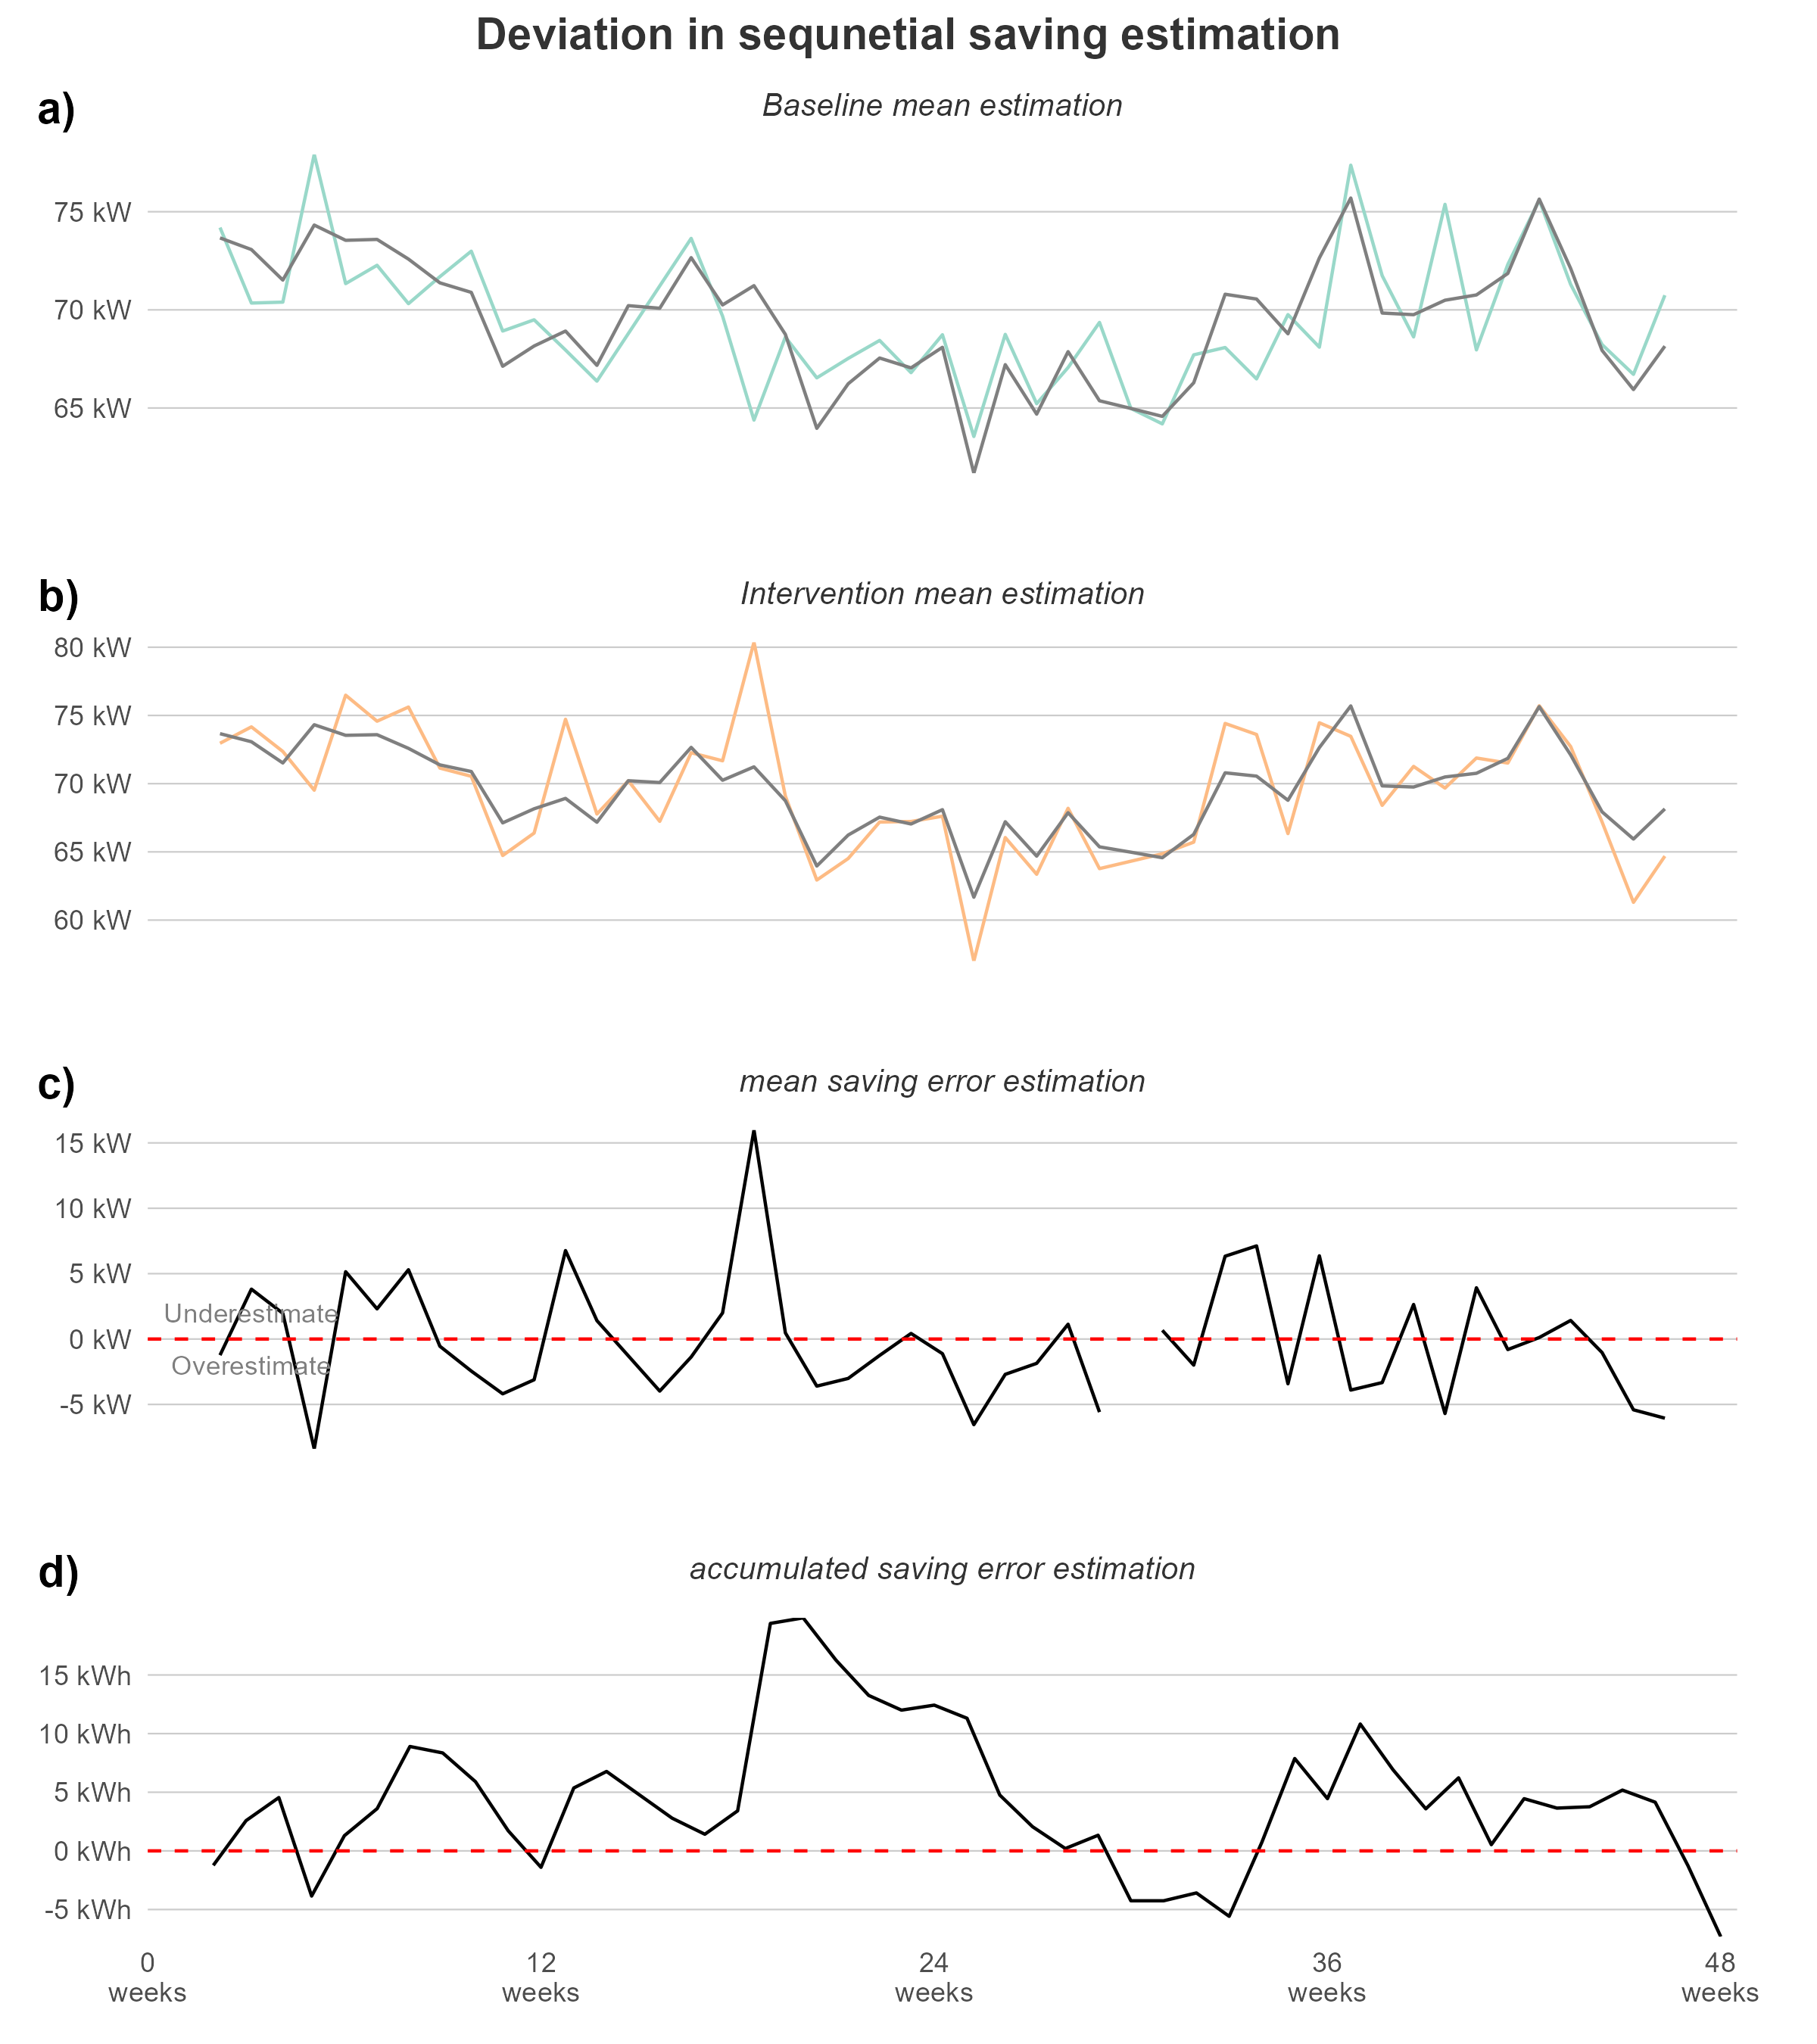 Deviation in sequnetial saving estimation
a)
Baseline mean estimation
75 kW
70 kW
65 kW
b)
Intervention mean estimation
80 kW
75 kW
70 kW
65 kW
60 kW
c)
mean saving error estimation
15 kW
10 kW
5 kW
Underestimate
0 kW
Overestimate
-5 kW
d)
accumulated saving error estimation
15 kWh
10 kWh
5 kWh
0 kWh
-5 kWh
0 12 24 36 48
weeks weeks weeks weeks weeks